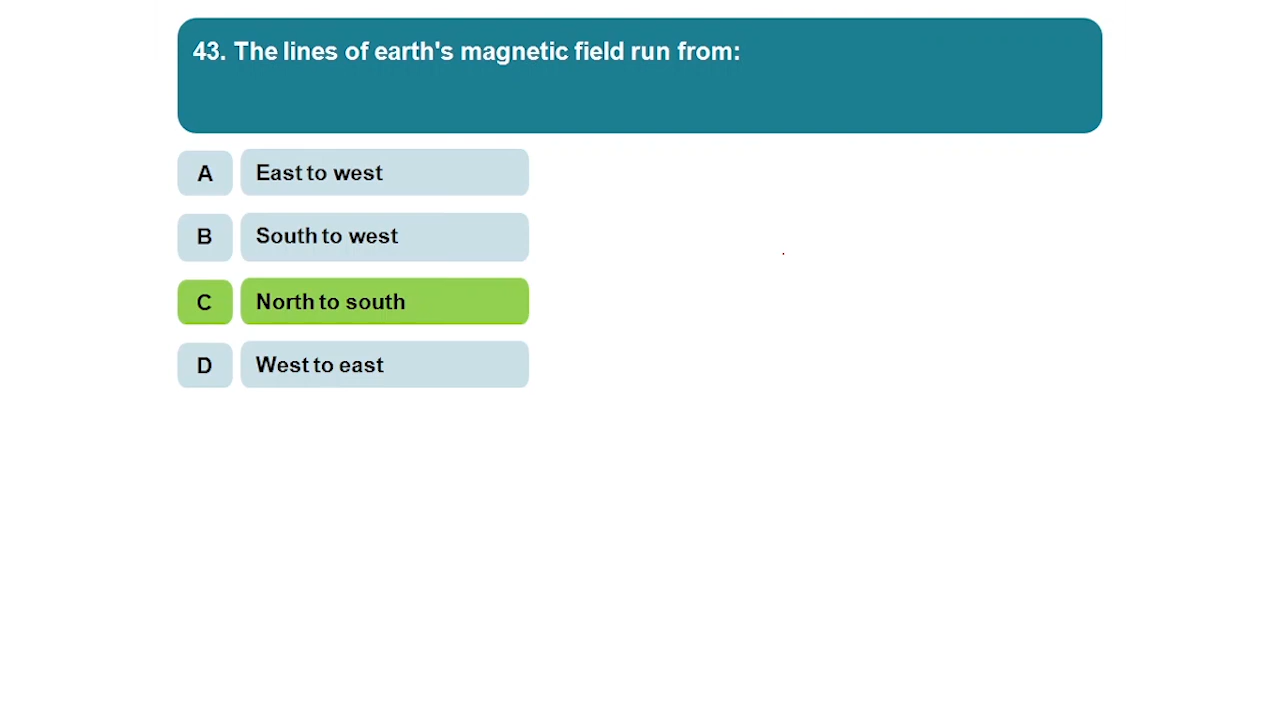 43. The lines of earth's magnetic field run from:
A East to west
B South to west
C North to south
D West to east